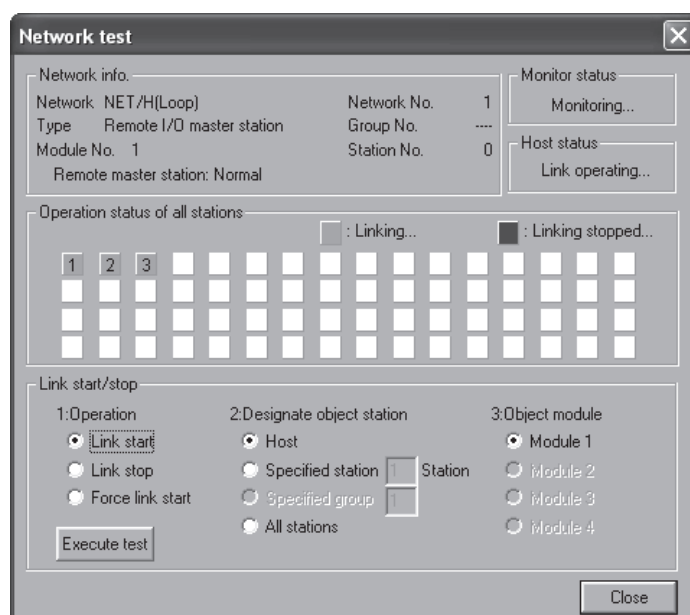 Network test
Network info.
Network NET/H(Loop) Network No. 1
Type Remote I/O master station Group No. ----
Module No. 1 Station No. 0
Remote master station: Normal
Monitor status
Monitoring...
Host status
Link operating...
Operation status of all stations
: Linking... : Linking stopped...
1 2 3
Link start/stop
1:Operation
Link start
Link stop
Force link start
Execute test
2:Designate object station
Host
Specified station 1 Station
Specified group 1
All stations
3:Object module
Module 1
Module 2
Module 3
Module 4
Close